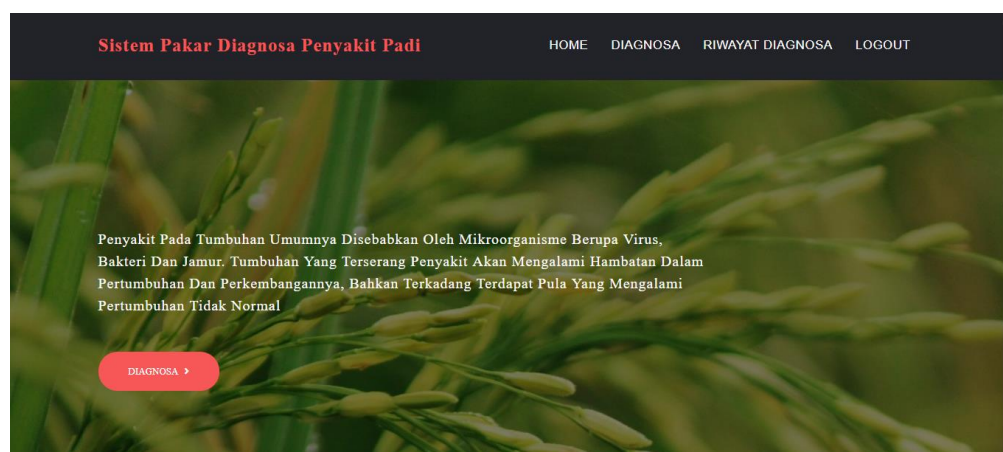 Sistem Pakar Diagnosa Penyakit Padi
HOME DIAGNOSA RIWAYAT DIAGNOSA LOGOUT
Penyakit Pada Tumbuhan Umumnya Disebabkan Oleh Mikroorganisme Berupa Virus,
Bakteri Dan Jamur. Tumbuhan Yang Terserang Penyakit Akan Mengalami Hambatan Dalam
Pertumbuhan Dan Perkembangannya, Bahkan Terkadang Terdapat Pula Yang Mengalami
Pertumbuhan Tidak Normal
DIAGNOSA >